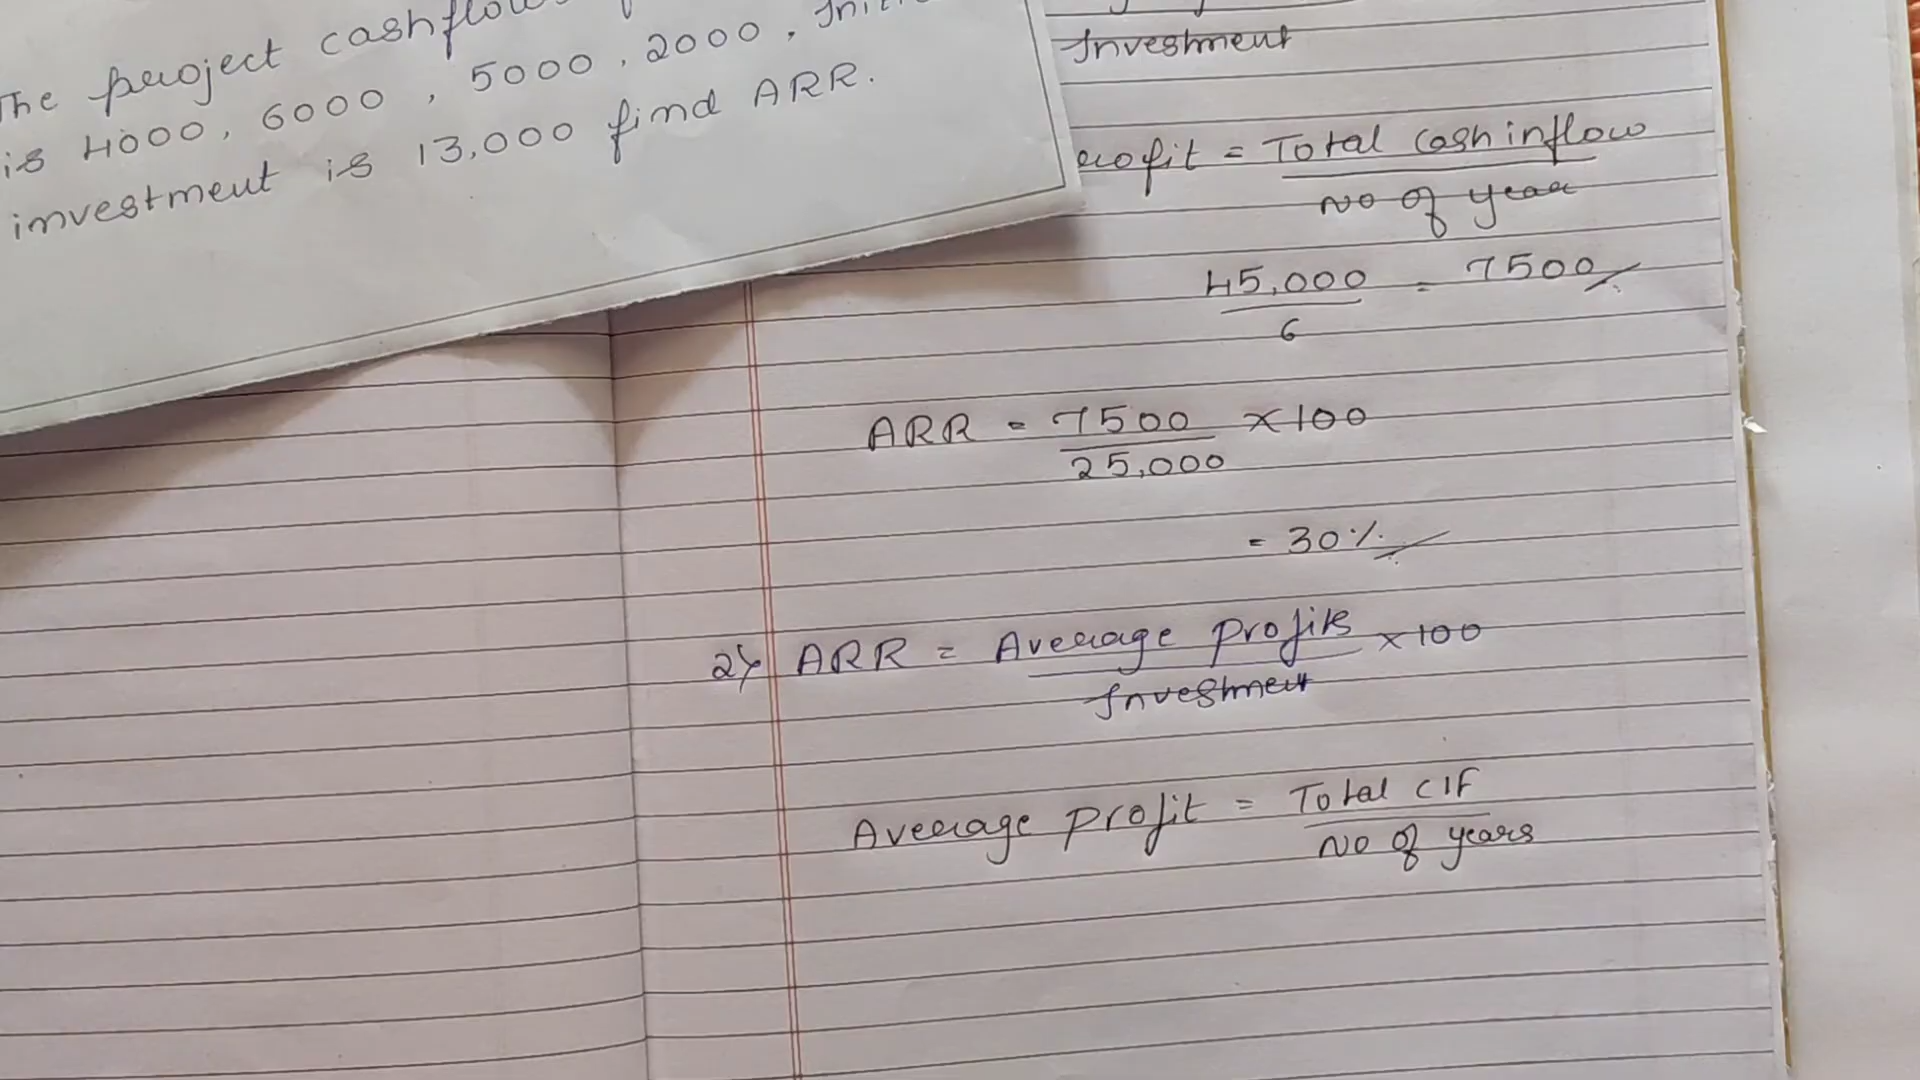 The project cashflow
is 4000, 6000, 5000, 2000, Initi
investment is 13,000 find ARR.
Investment
rofit = Total cash inflow
No of year
45,000 = 7500
6
ARR = 7500 × 100
25,000
= 30%
2) ARR = Average Profits × 100
Investment
Average Profit = Total CIF
No of years